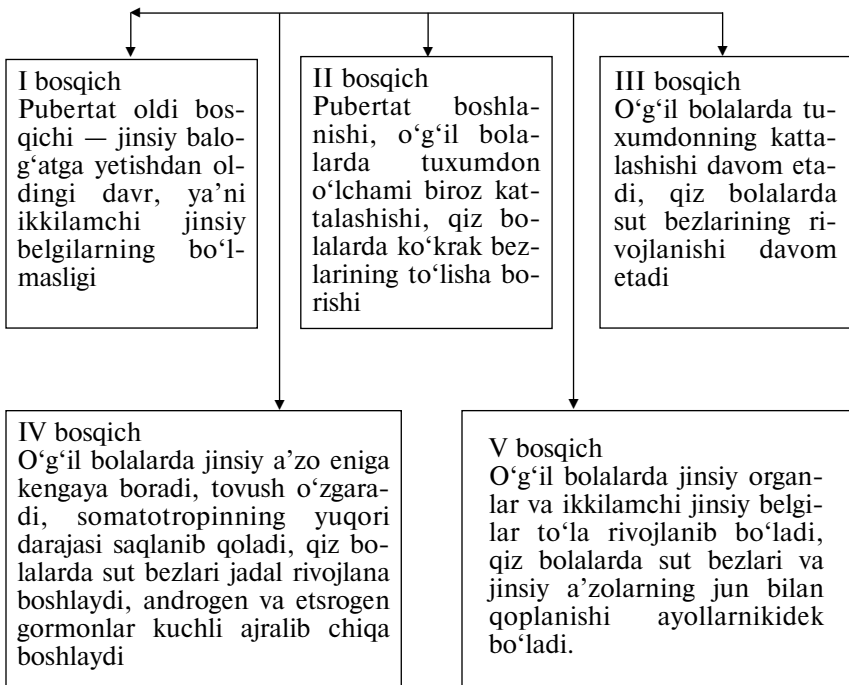 I bosqich
Pubertat oldi bos-
qichi — jinsiy balo-
g‘atga yetishdan ol-
dingi davr, ya’ni
ikkilamchi jinsiy
belgilarning bo‘l-
masligi
II bosqich
Pubertat boshla-
nishi, o‘g‘il bola-
larda tuxumdon
o‘lchami biroz kat-
talashishi, qiz bo-
lalarda ko‘krak bez-
larining to‘lisha bo-
rishi
III bosqich
O‘g‘il bolalarda tu-
xumdonning katta-
lashishi davom eta-
di, qiz bolalarda
sut bezlarining ri-
vojlanishi davom
etadi
IV bosqich
O‘g‘il bolalarda jinsiy a’zo eniga
kengaya boradi, tovush o‘zgara-
di, somatotropinning yuqori
darajasi saqlanib qoladi, qiz bo-
lalarda sut bezlari jadal rivojlana
boshlaydi, androgen va etsrogen
gormonlar kuchli ajralib chiqa
boshlaydi
V bosqich
O‘g‘il bolalarda jinsiy organ-
lar va ikkilamchi jinsiy belgi-
lar to‘la rivojlanib bo‘ladi,
qiz bolalarda sut bezlari va
jinsiy a’zolarning jun bilan
qoplanishi ayollarnikidek
bo‘ladi.